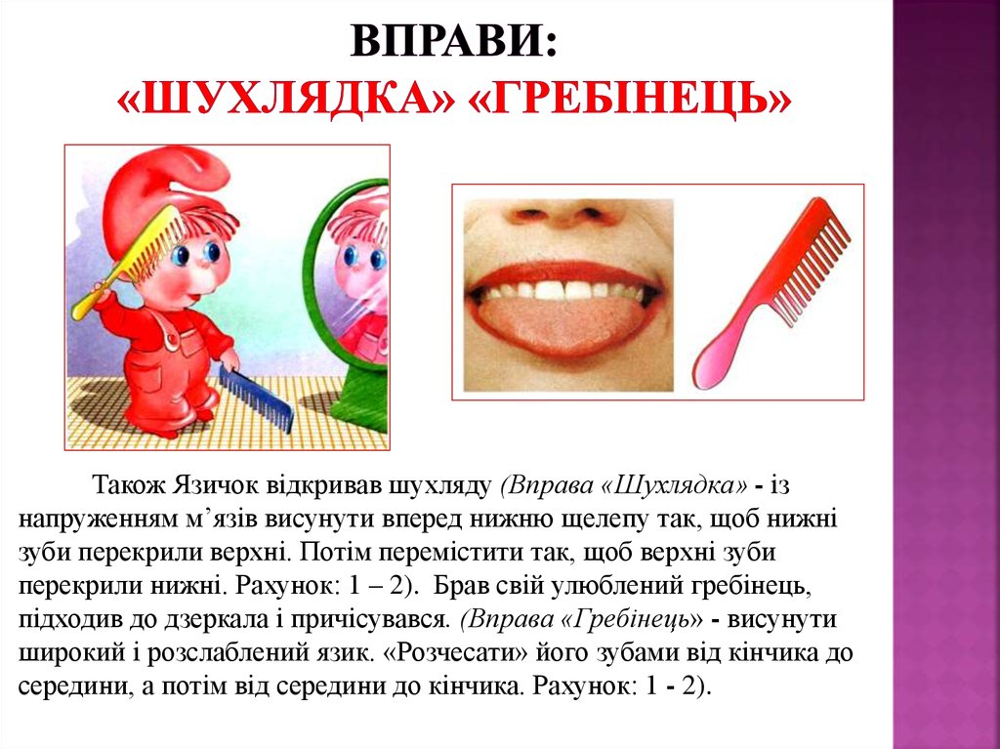 ВПРАВИ:
«ШУХЛЯДКА» «ГРЕБІНЕЦЬ»
Також Язичок відкривав шухляду (Вправа «Шухлядка» - із
напруженням м’язів висунути вперед нижню щелепу так, щоб нижні
зуби перекрили верхні. Потім перемістити так, щоб верхні зуби
перекрили нижні. Рахунок: 1 – 2). Брав свій улюблений гребінець,
підходив до дзеркала і причісувався. (Вправа «Гребінець» - висунути
широкий і розслаблений язик. «Розчесати» його зубами від кінчика до
середини, а потім від середини до кінчика. Рахунок: 1 - 2).